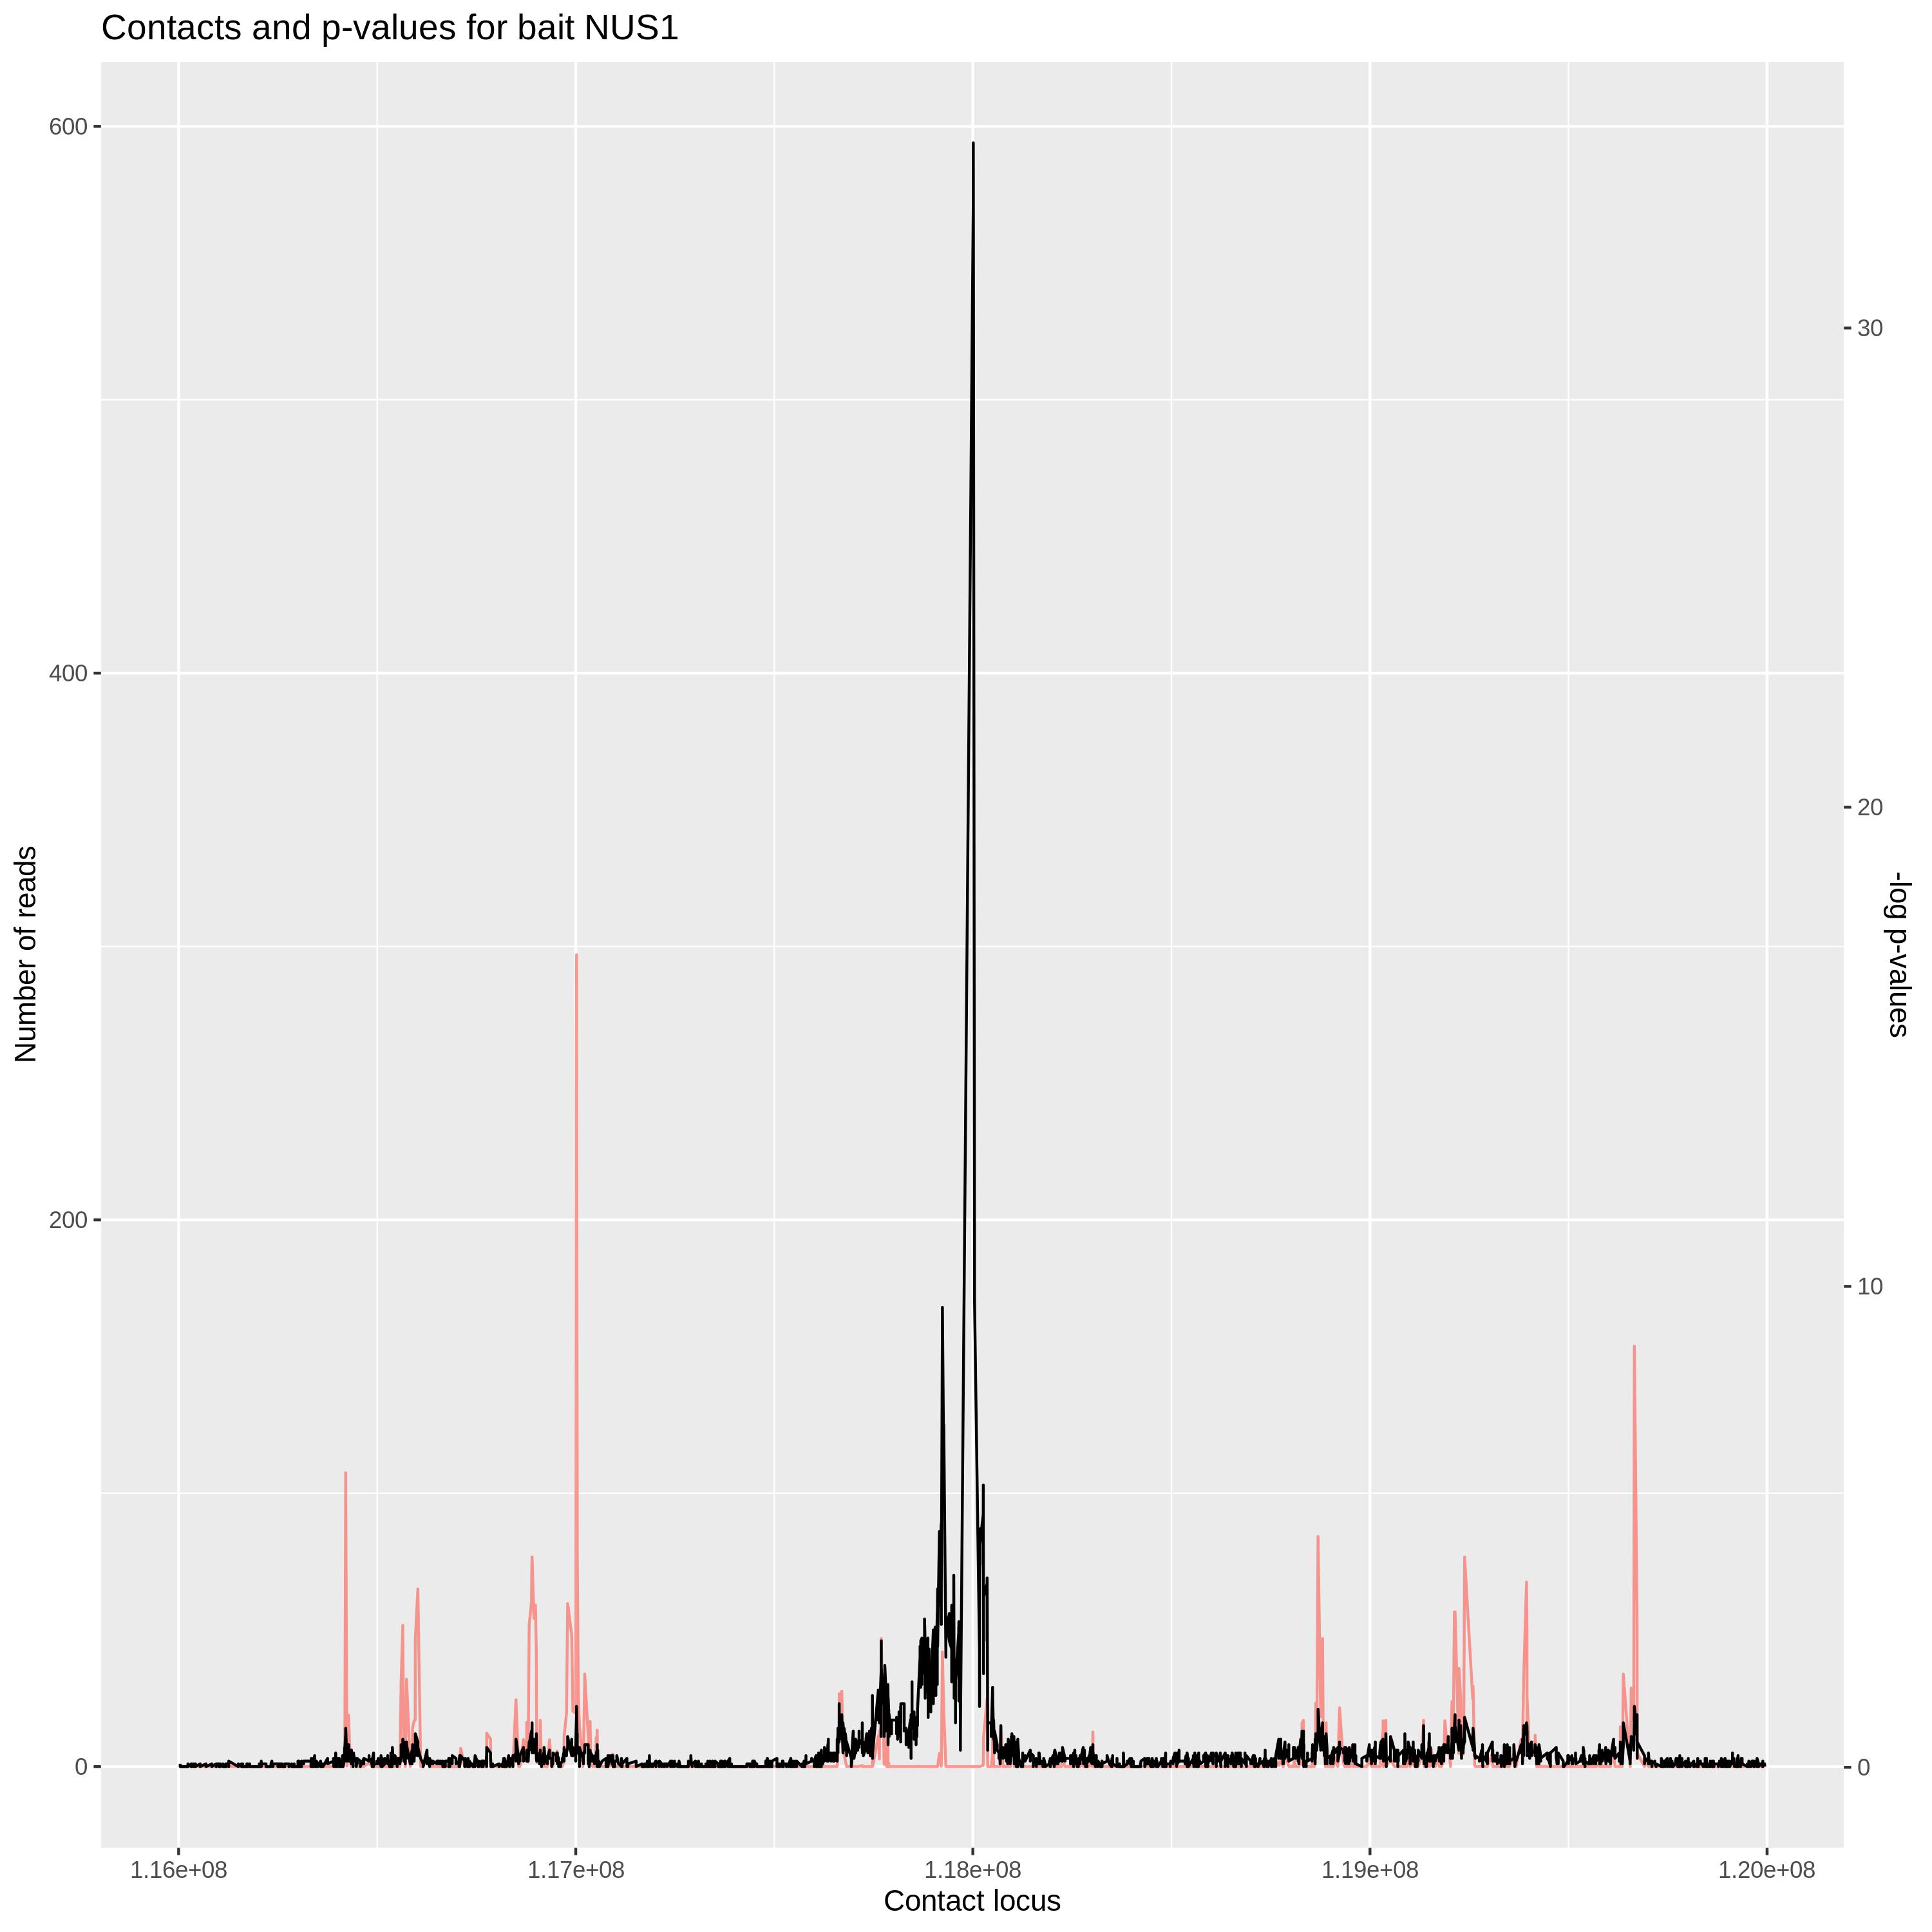 Contacts and p-values for bait NUS1
600
400
200
0
Number of reads
30
20
10
0
-log p-values
1.16e+08
1.17e+08
1.18e+08
1.19e+08
1.20e+08
Contact locus